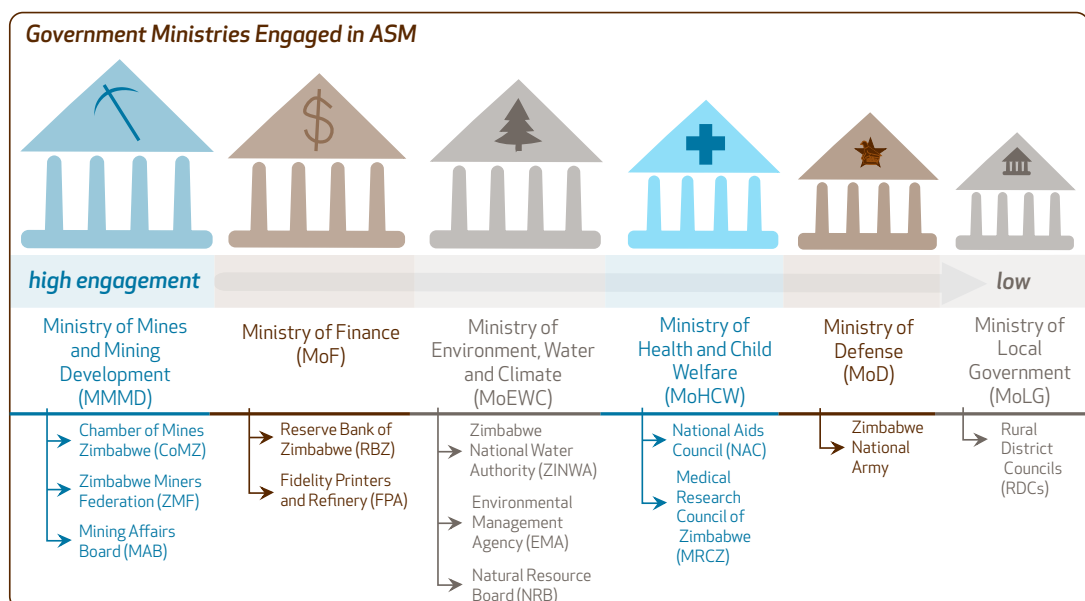 Government Ministries Engaged in ASM
$
high engagement
low
Ministry of Mines
and Mining
Development
(MMMD)
Chamber of Mines
Zimbabwe (CoMZ)
Zimbabwe Miners
Federation (ZMF)
Mining Affairs
Board (MAB)
Ministry of Finance
(MoF)
Reserve Bank of
Zimbabwe (RBZ)
Fidelity Printers
and Refinery (FPA)
Ministry of
Environment, Water
and Climate
(MoEWC)
Zimbabwe
National Water
Authority (ZINWA)
Environmental
Management
Agency (EMA)
Natural Resource
Board (NRB)
Ministry of
Health and Child
Welfare
(MoHCW)
National Aids
Council (NAC)
Medical
Research
Council of
Zimbabwe
(MRCZ)
Ministry of
Defense
(MoD)
Zimbabwe
National
Army
Ministry of
Local
Government
(MoLG)
Rural
District
Councils
(RDCs)